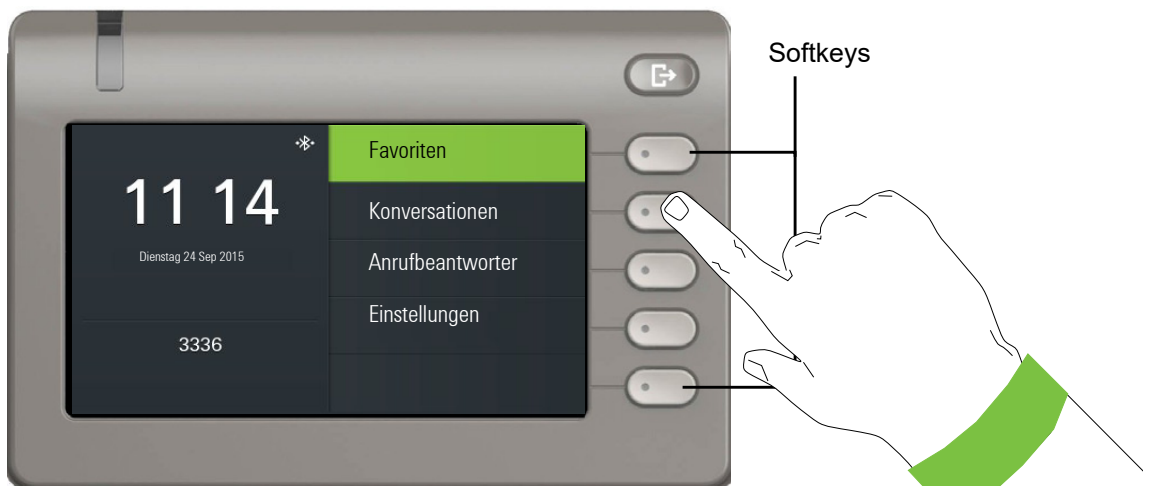 Softkeys
Favoriten
11 14
Konversationen
Dienstag 24 Sep 2015
Anrufbeantworter
Einstellungen
3336